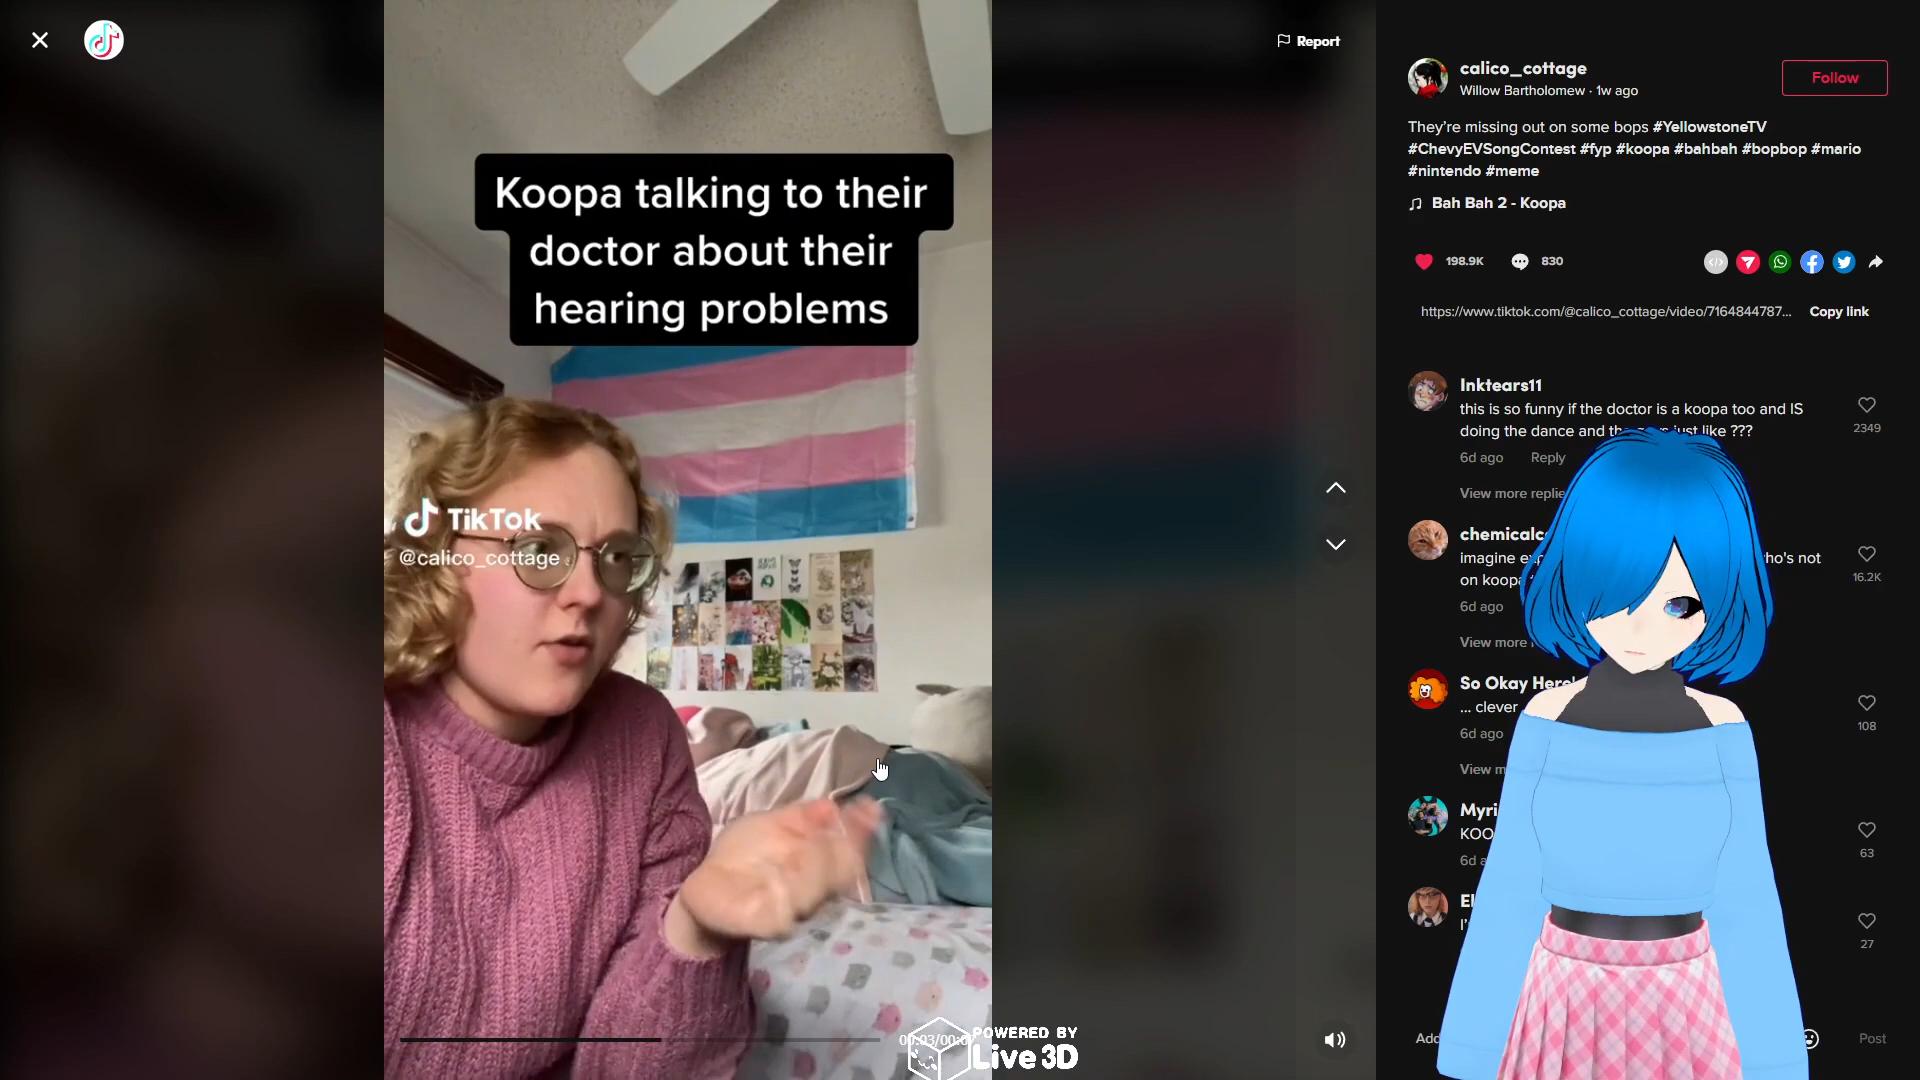 Report
Koopa talking to their
doctor about their
hearing problems
TikTok
@calico_cottage
POWERED BY
Live3D
calico_cottage
Willow Bartholomew · 1w ago
Follow
They're missing out on some bops #YellowstoneTV
#ChevyEVSongContest #fyp #koopa #bahbah #bopbop #mario
#nintendo #meme
Bah Bah 2 - Koopa
198.9K
830
https://www.tiktok.com/@calico_cottage/video/7164844787...
Copy link
Inktears11
this is so funny if the doctor is a koopa too and IS
doing the dance and just like ???
2349
6d ago
Reply
View more replie
imagine who's not
on koopa
16.2K
6d ago
View more
So Okay Here'
... clever
108
6d ago
View
Myri
KOO
63
6d
El
27
Add
Post